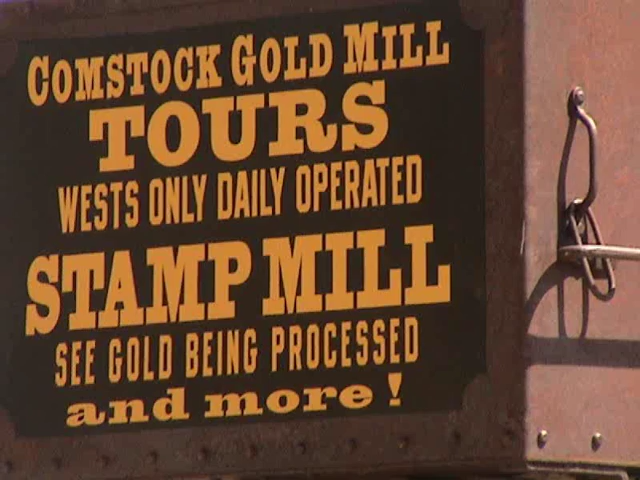 Comstock Gold Mill
Tours
Wests Only Daily Operated
Stamp Mill
See Gold Being Processed
and more!